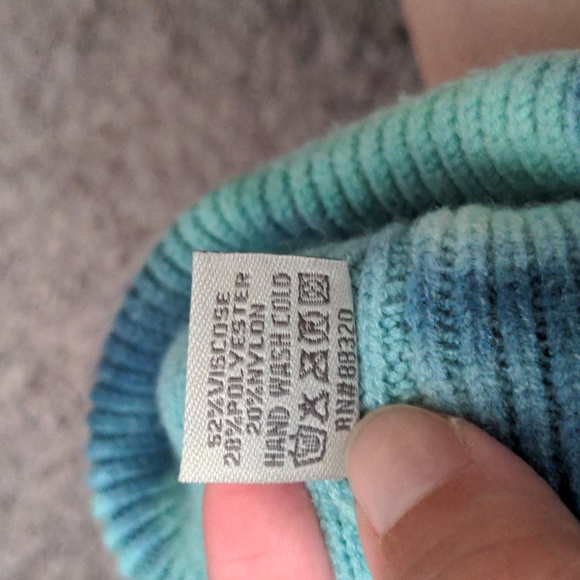 52%VISCOSE
28%POLYESTER
20%NYLON
HAND WASH COLD
RN#88320